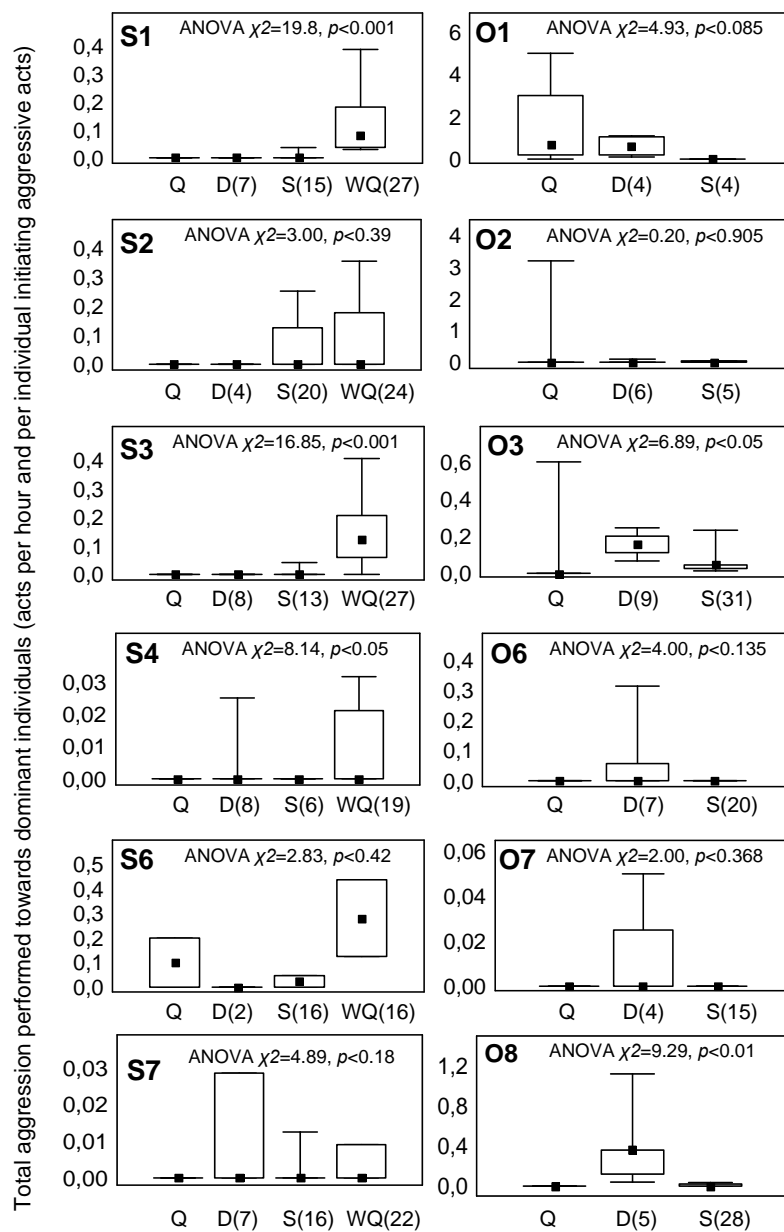 Total aggression performed towards dominant individuals (acts per hour and per individual initiating aggressive acts)
S1
ANOVA χ2=19.8, p<0.001
0,4
0,3
0,2
0,1
0,0
Q D(7) S(15) WQ(27)
O1
ANOVA χ2=4.93, p<0.085
6
4
2
0
Q D(4) S(4)
S2
ANOVA χ2=3.00, p<0.39
0,4
0,3
0,2
0,1
0,0
Q D(4) S(20) WQ(24)
O2
ANOVA χ2=0.20, p<0.905
4
3
2
1
0
Q D(6) S(5)
S3
ANOVA χ2=16.85, p<0.001
0,4
0,3
0,2
0,1
0,0
Q D(8) S(13) WQ(27)
O3
ANOVA χ2=6.89, p<0.05
0,6
0,4
0,2
0,0
Q D(9) S(31)
S4
ANOVA χ2=8.14, p<0.05
0,03
0,02
0,01
0,00
Q D(8) S(6) WQ(19)
O6
ANOVA χ2=4.00, p<0.135
0,4
0,3
0,2
0,1
0,0
Q D(7) S(20)
S6
ANOVA χ2=2.83, p<0.42
0,5
0,4
0,3
0,2
0,1
0,0
Q D(2) S(16) WQ(16)
O7
ANOVA χ2=2.00, p<0.368
0,06
0,04
0,02
0,00
Q D(4) S(15)
S7
ANOVA χ2=4.89, p<0.18
0,03
0,02
0,01
0,00
Q D(7) S(16) WQ(22)
O8
ANOVA χ2=9.29, p<0.01
1,2
0,8
0,4
0,0
Q D(5) S(28)